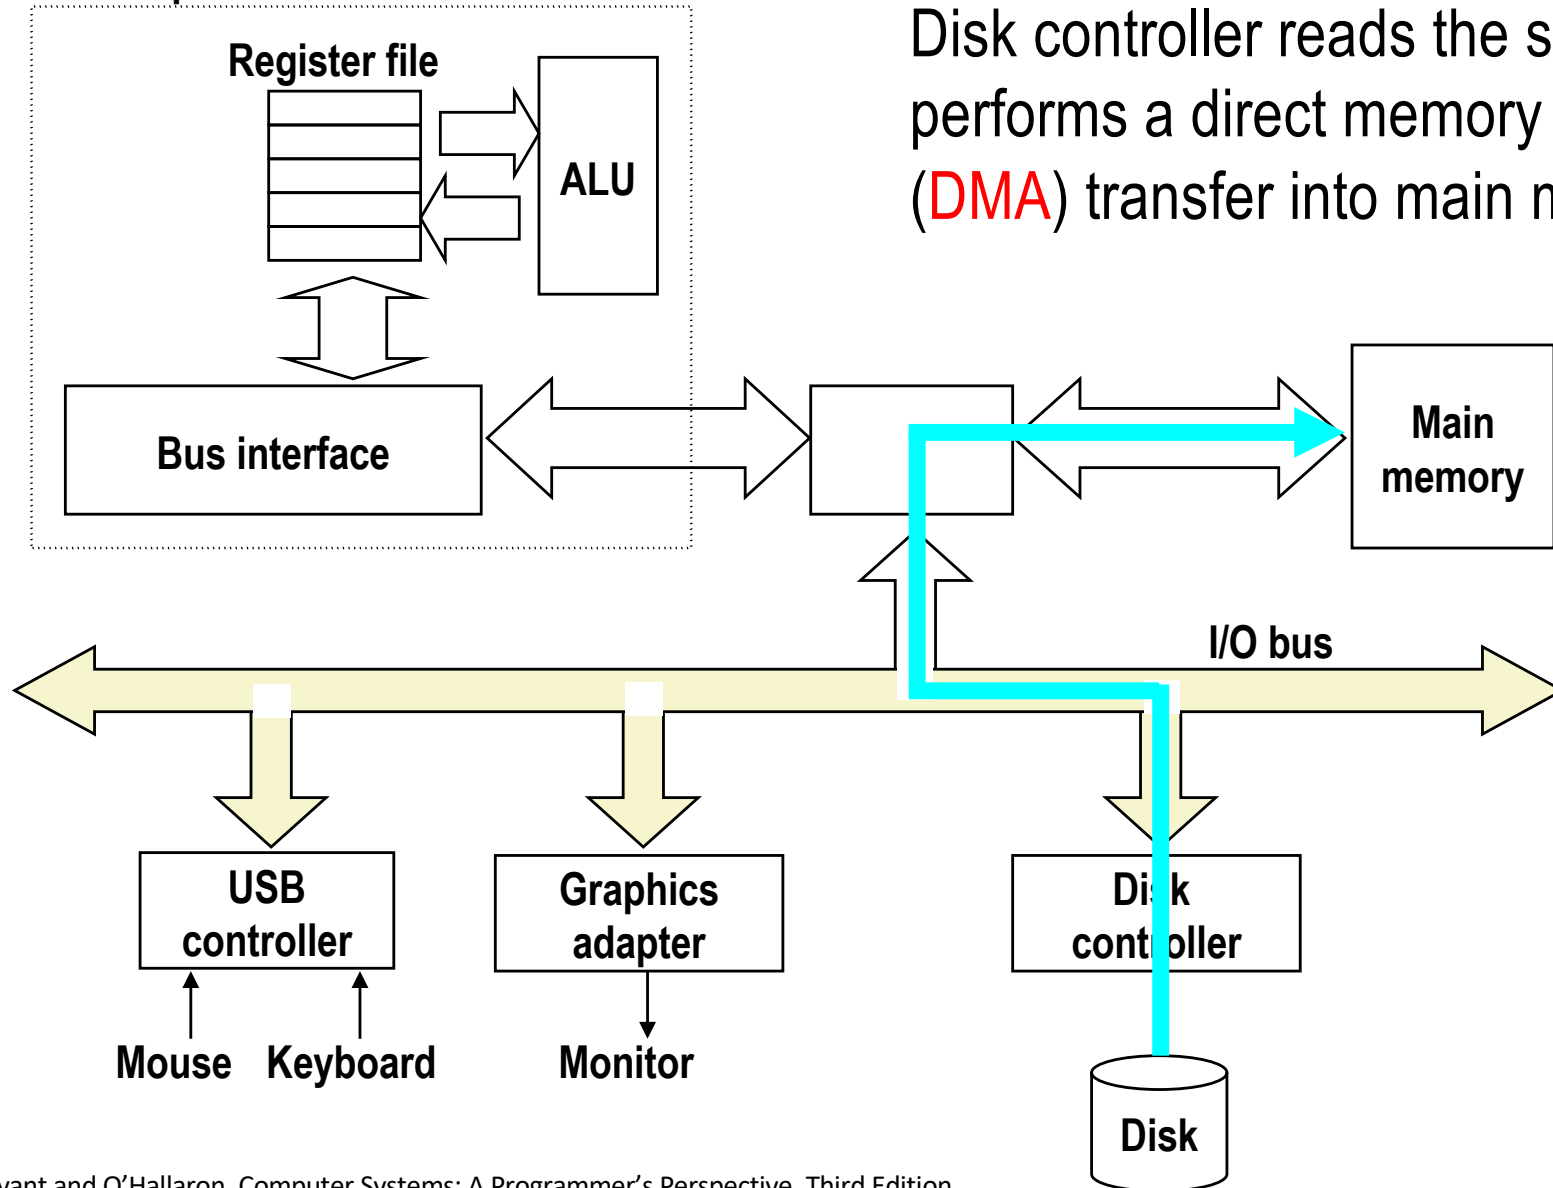 Disk controller reads the s
performs a direct memory
(DMA) transfer into main
Register file
ALU
Bus interface
Main
memory
I/O bus
USB
controller
Graphics
adapter
Disk
controller
Mouse Keyboard
Monitor
Disk
and O'Hallaron, Computer Systems: A Programmer's Perspective, Third Edition